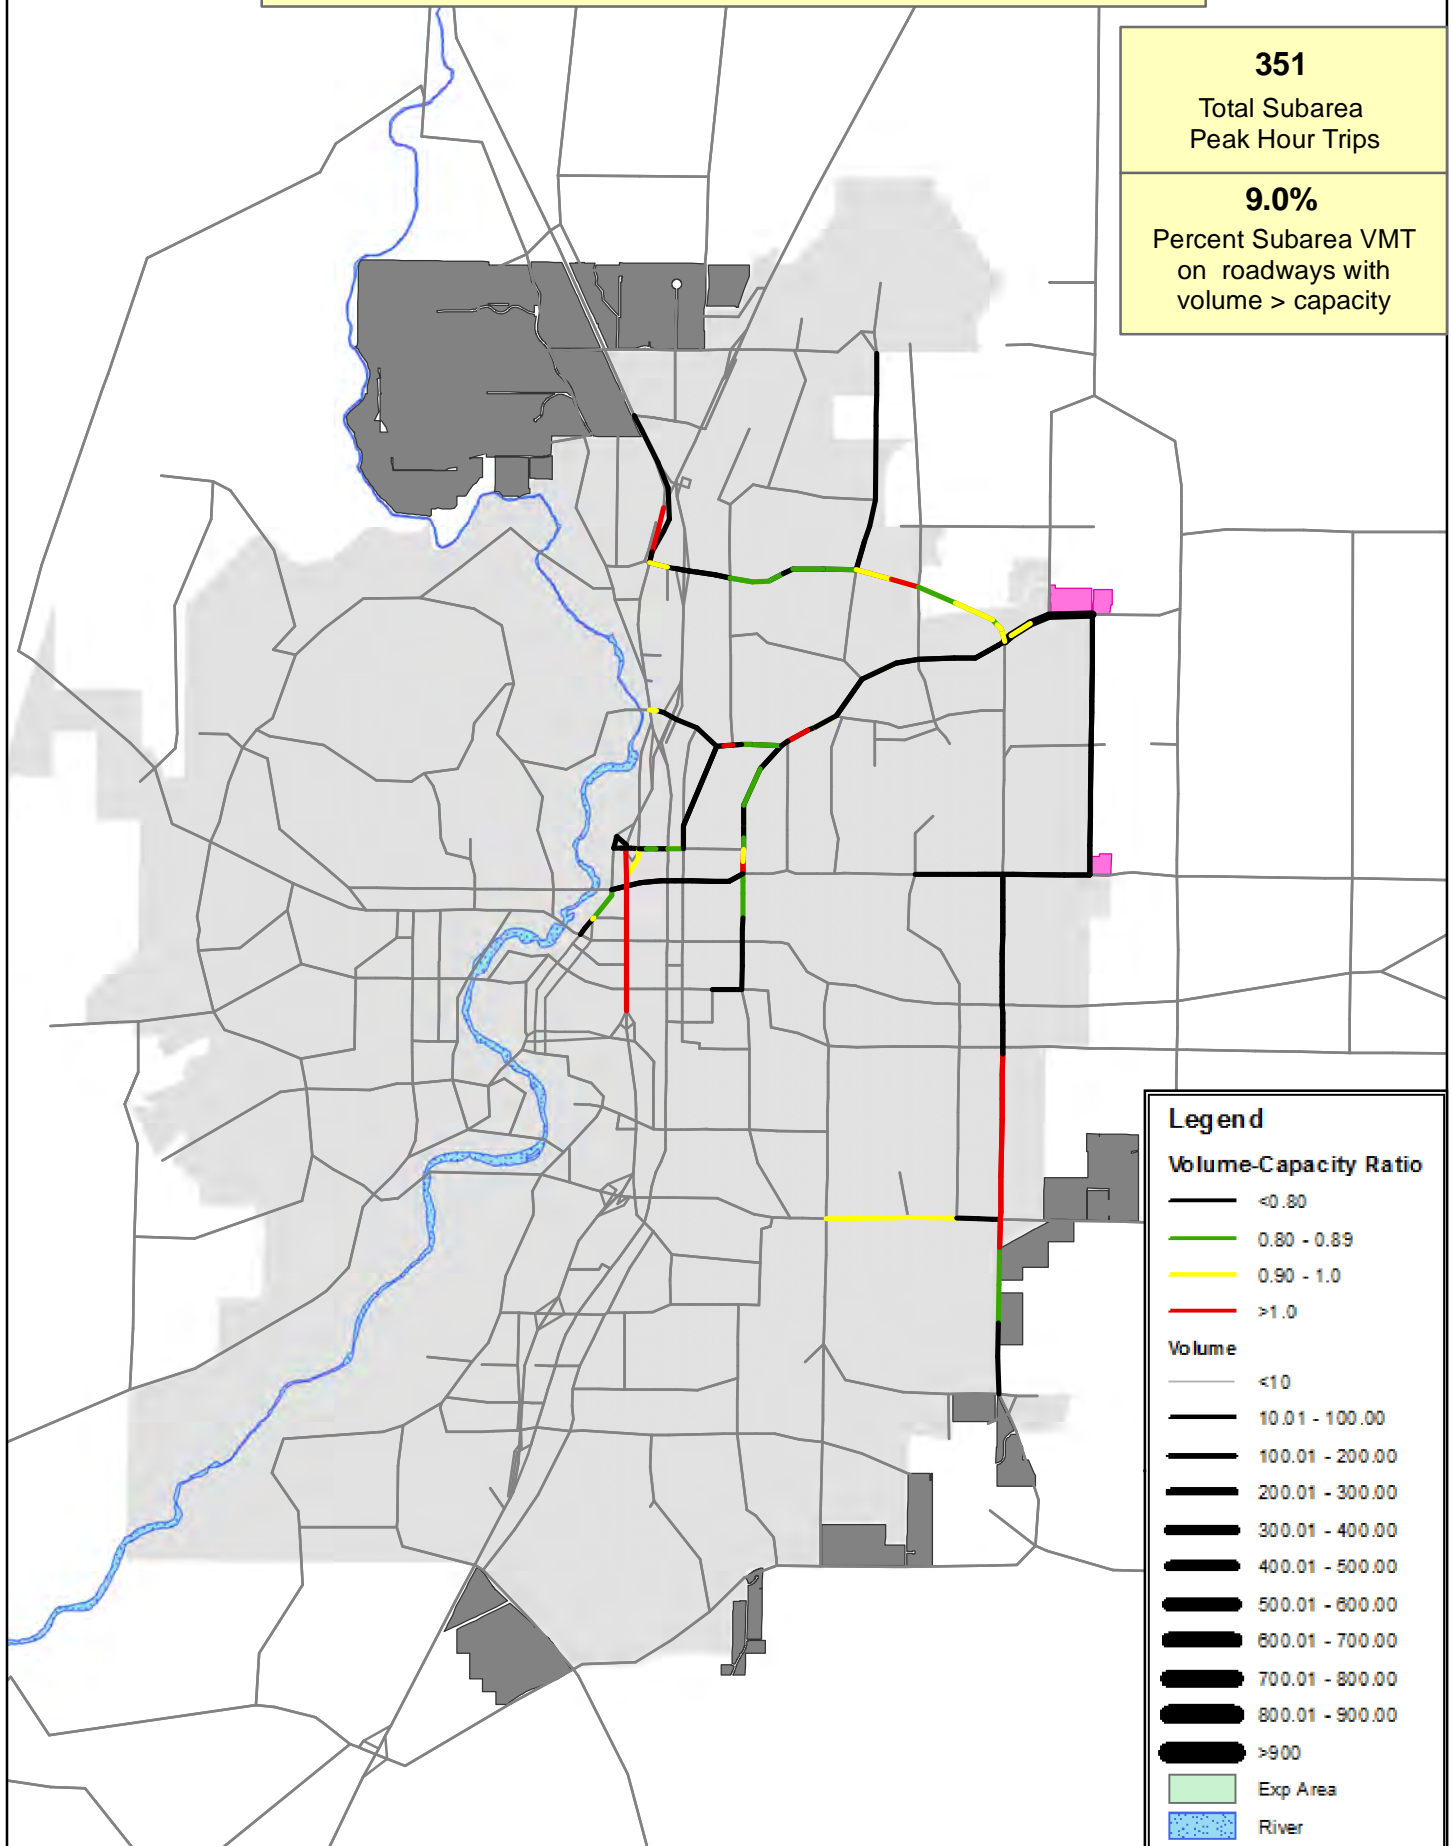 351
Total Subarea
Peak Hour Trips
9.0%
Percent Subarea VMT
on roadways with
volume > capacity
Legend
Volume-Capacity Ratio
<0.80
0.80 - 0.89
0.90 - 1.0
>1.0
Volume
<10
10.01 - 100.00
100.01 - 200.00
200.01 - 300.00
300.01 - 400.00
400.01 - 500.00
500.01 - 600.00
600.01 - 700.00
700.01 - 800.00
800.01 - 900.00
>900
Exp Area
River